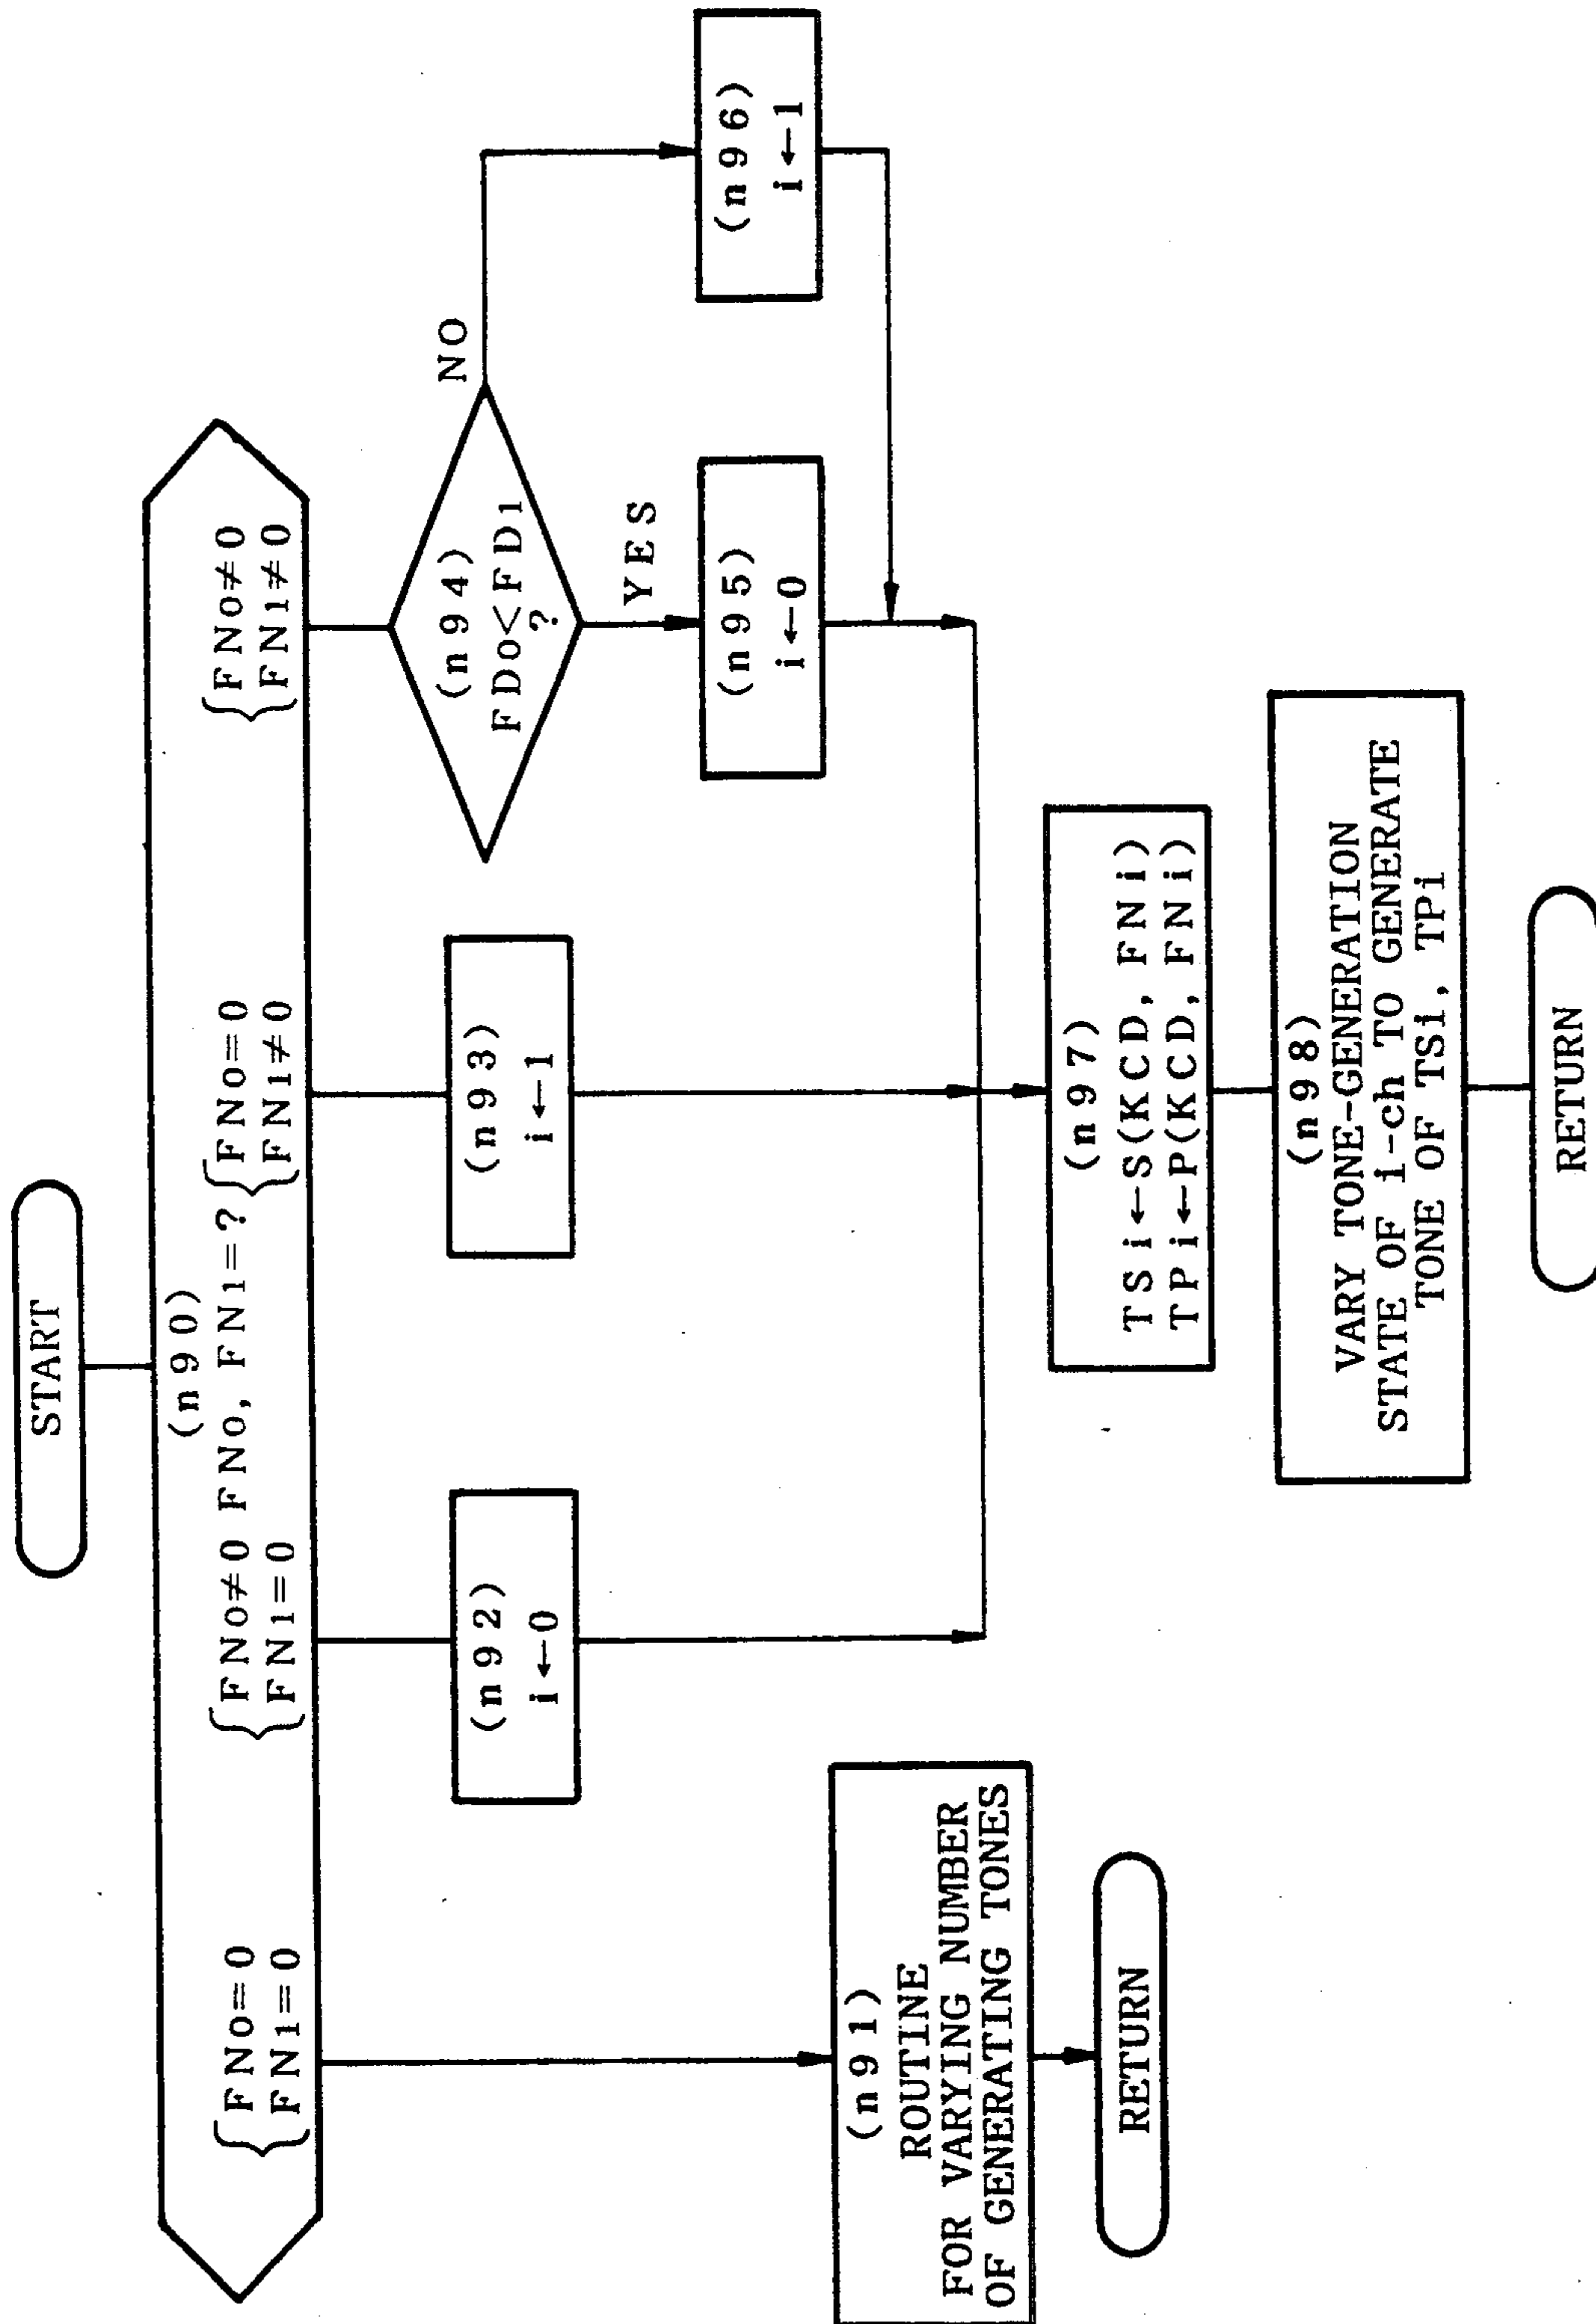 START
(n90)
FN0, FN1=?
{FN0=0
FN1=0
{FN0≠0
FN1=0
{FN0=0
FN1≠0
{FN0≠0
FN1≠0
(n92)
i←0
(n93)
i←1
(n94)
FD0<FD1
?
NO
YES
(n95)
i←0
(n96)
i←1
(n91)
ROUTINE
FOR VARYING NUMBER
OF GENERATING TONES
RETURN
(n97)
TSi←S(KCD, FNi)
TPi←P(KCD, FNi)
(n98)
VARY TONE-GENERATION
STATE OF i-ch TO GENERATE
TONE OF TSi, TPi
RETURN